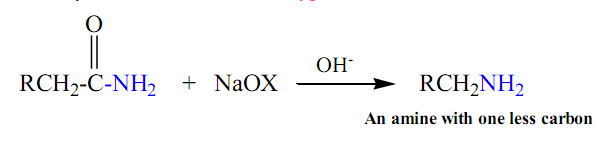 O
RCH₂-C-NH₂ + NaOX OH⁻ RCH₂NH₂
An amine with one less carbon